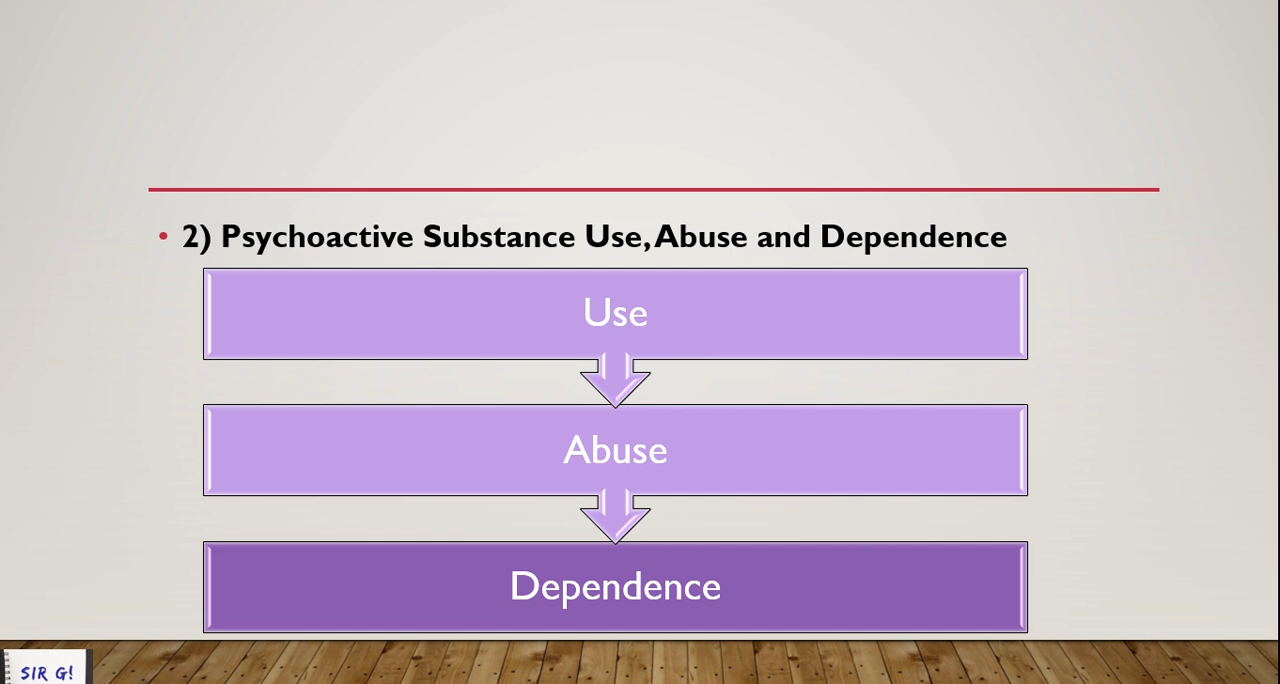 • 2) Psychoactive Substance Use, Abuse and Dependence
Use
Abuse
Dependence
SIR G!